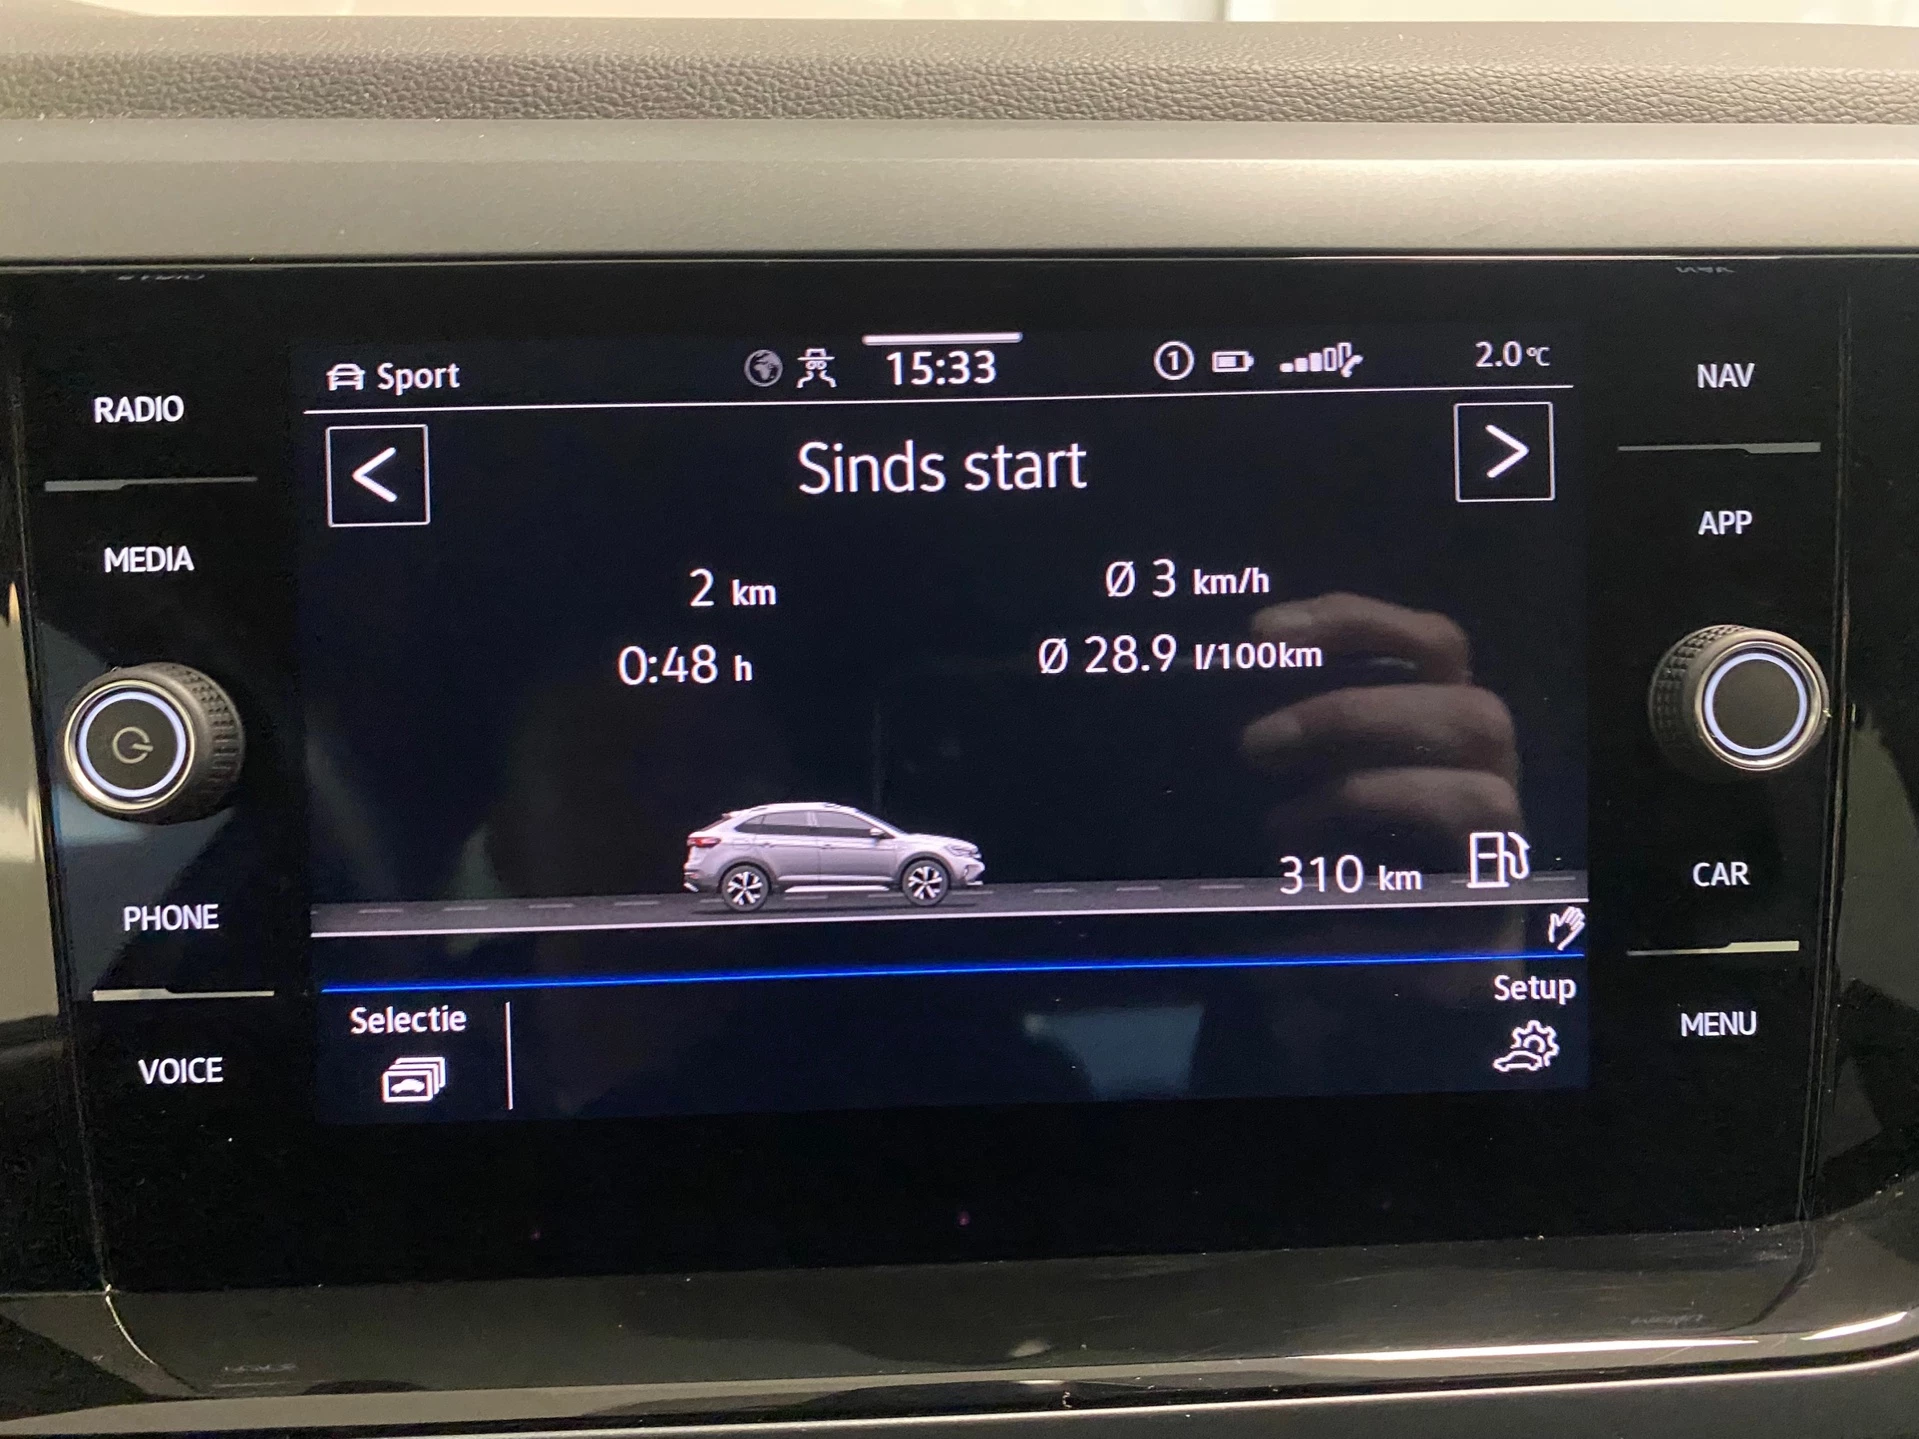 Sport
15:33
1
2.0°C
Sinds start
2 km
Ø 3 km/h
0:48 h
Ø 28.9 l/100km
310 km
Selectie
Setup
RADIO
MEDIA
PHONE
VOICE
NAV
APP
CAR
MENU